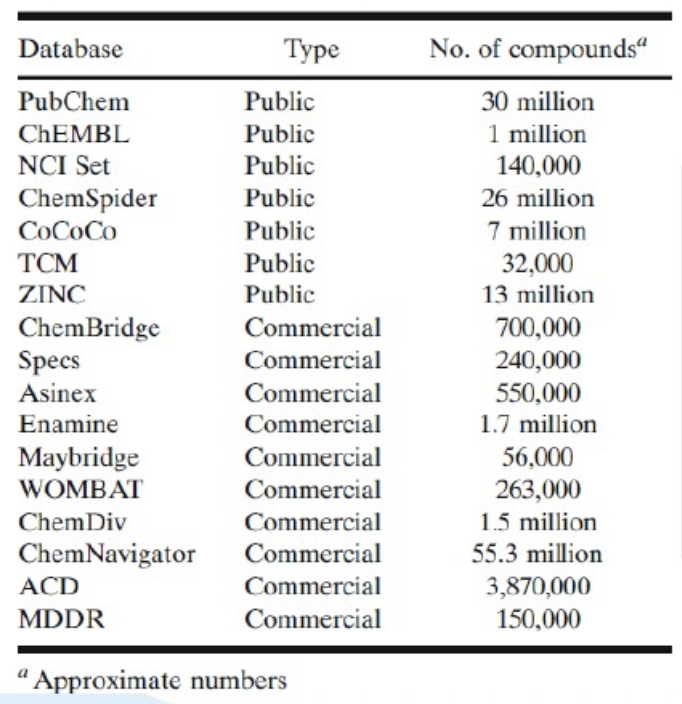 Database Type No. of compounds^a
PubChem Public 30 million
ChEMBL Public 1 million
NCI Set Public 140,000
ChemSpider Public 26 million
CoCoCo Public 7 million
TCM Public 32,000
ZINC Public 13 million
ChemBridge Commercial 700,000
Specs Commercial 240,000
Asinex Commercial 550,000
Enamine Commercial 1.7 million
Maybridge Commercial 56,000
WOMBAT Commercial 263,000
ChemDiv Commercial 1.5 million
ChemNavigator Commercial 55.3 million
ACD Commercial 3,870,000
MDDR Commercial 150,000
^a Approximate numbers